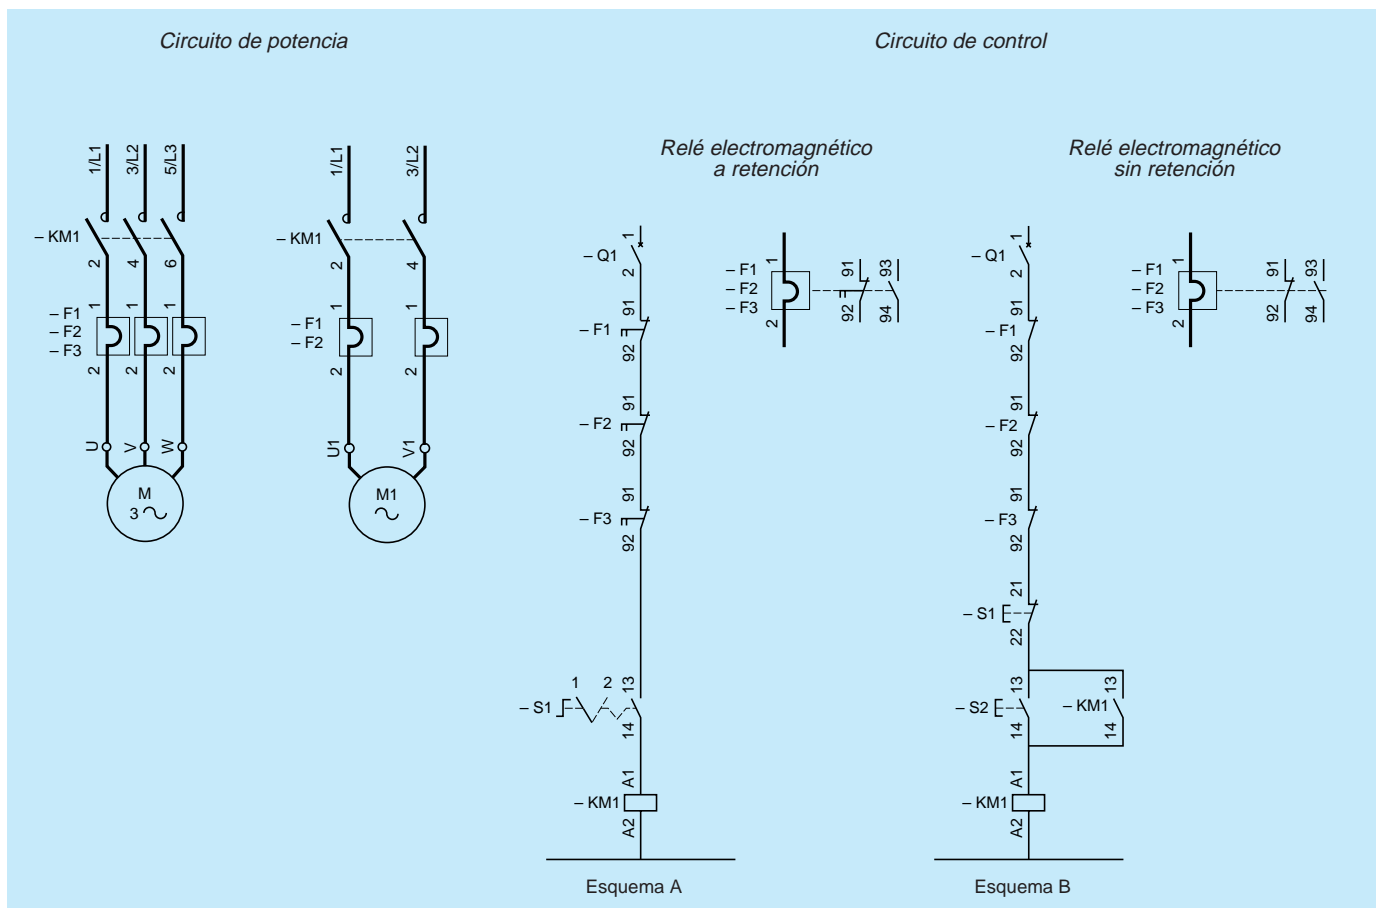 Circuito de potencia
Circuito de control
Relé electromagnético
a retención
Relé electromagnético
sin retención
1/L1
3/L2
5/L3
– KM1
2
4
6
1
1
1
– F1
– F2
– F3
2
2
2
U
V
W
M
3
1/L1
3/L2
– KM1
2
4
1
1
– F1
– F2
2
2
U1
V1
M1
1
– Q1
2
91
– F1
92
91
– F2
92
91
– F3
92
1
2
13
– S1
14
A1
– KM1
A2
Esquema A
1
– F1
– F2
– F3
2
91
93
92
94
1
– Q1
2
91
– F1
92
91
– F2
92
91
– F3
92
21
– S1
22
13
– S2
14
13
– KM1
14
A1
– KM1
A2
Esquema B
1
– F1
– F2
– F3
2
91
93
92
94